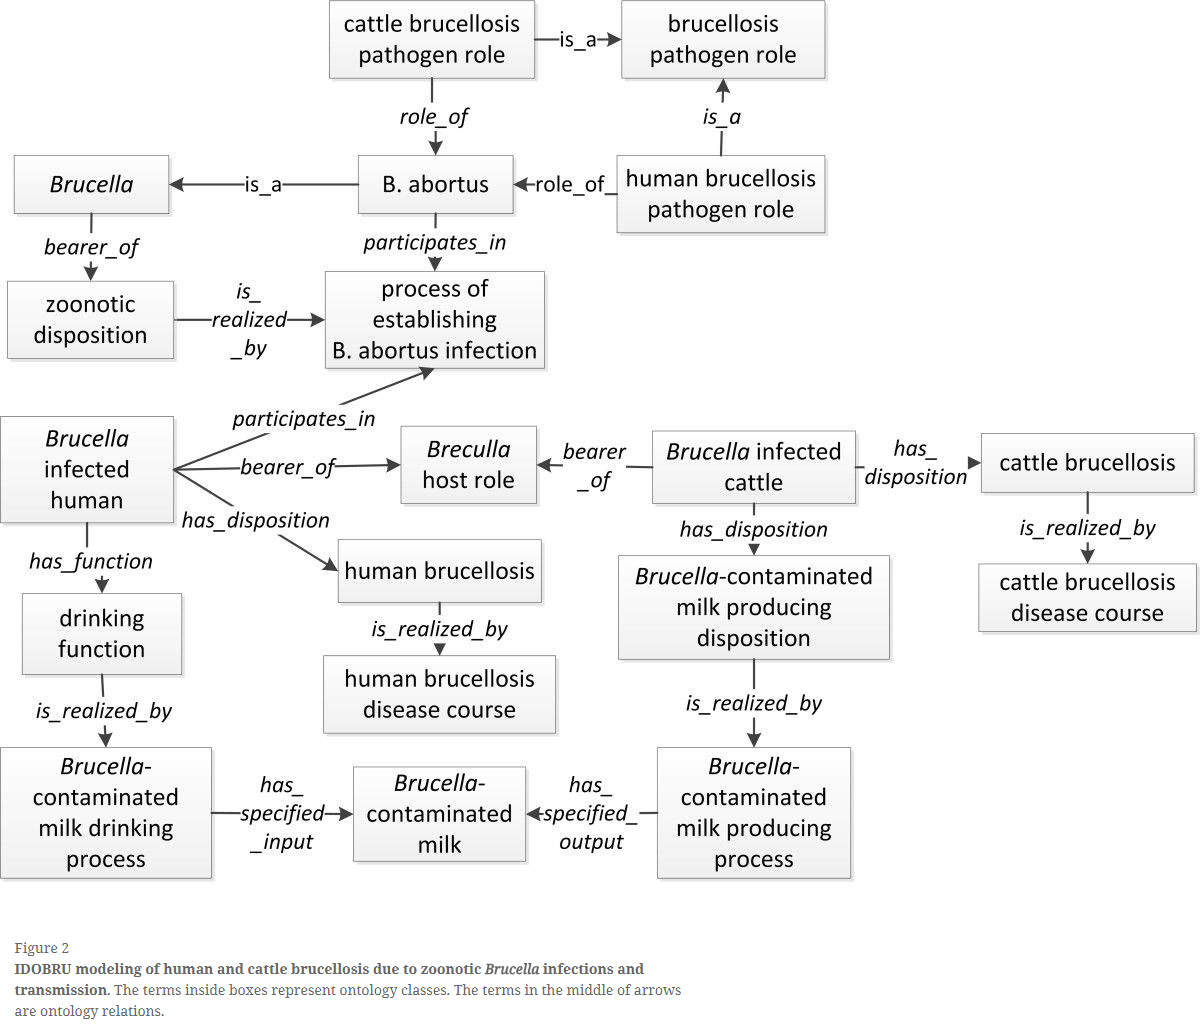 cattle brucellosis
pathogen role
is_a
brucellosis
pathogen role
role_of
is_a
Brucella
is_a
B. abortus
role_of_
human brucellosis
pathogen role
bearer_of
participates_in
zoonotic
disposition
is_
realized
_by
process of
establishing
B. abortus infection
participates_in
Brucella
infected
human
bearer_of
Breculla
host role
bearer
_of
Brucella infected
cattle
has_
disposition
cattle brucellosis
has_disposition
has_function
human brucellosis
has_disposition
is_realized_by
drinking
function
is_realized_by
Brucella-contaminated
milk producing
disposition
cattle brucellosis
disease course
is_realized_by
human brucellosis
disease course
is_realized_by
Brucella-
contaminated
milk drinking
process
has_
specified
_input
Brucella-
contaminated
milk
has_
specified_
output
Brucella-
contaminated
milk producing
process
Figure 2
IDOBRU modeling of human and cattle brucellosis due to zoonotic Brucella infections and
transmission. The terms inside boxes represent ontology classes. The terms in the middle of arrows
are ontology relations.